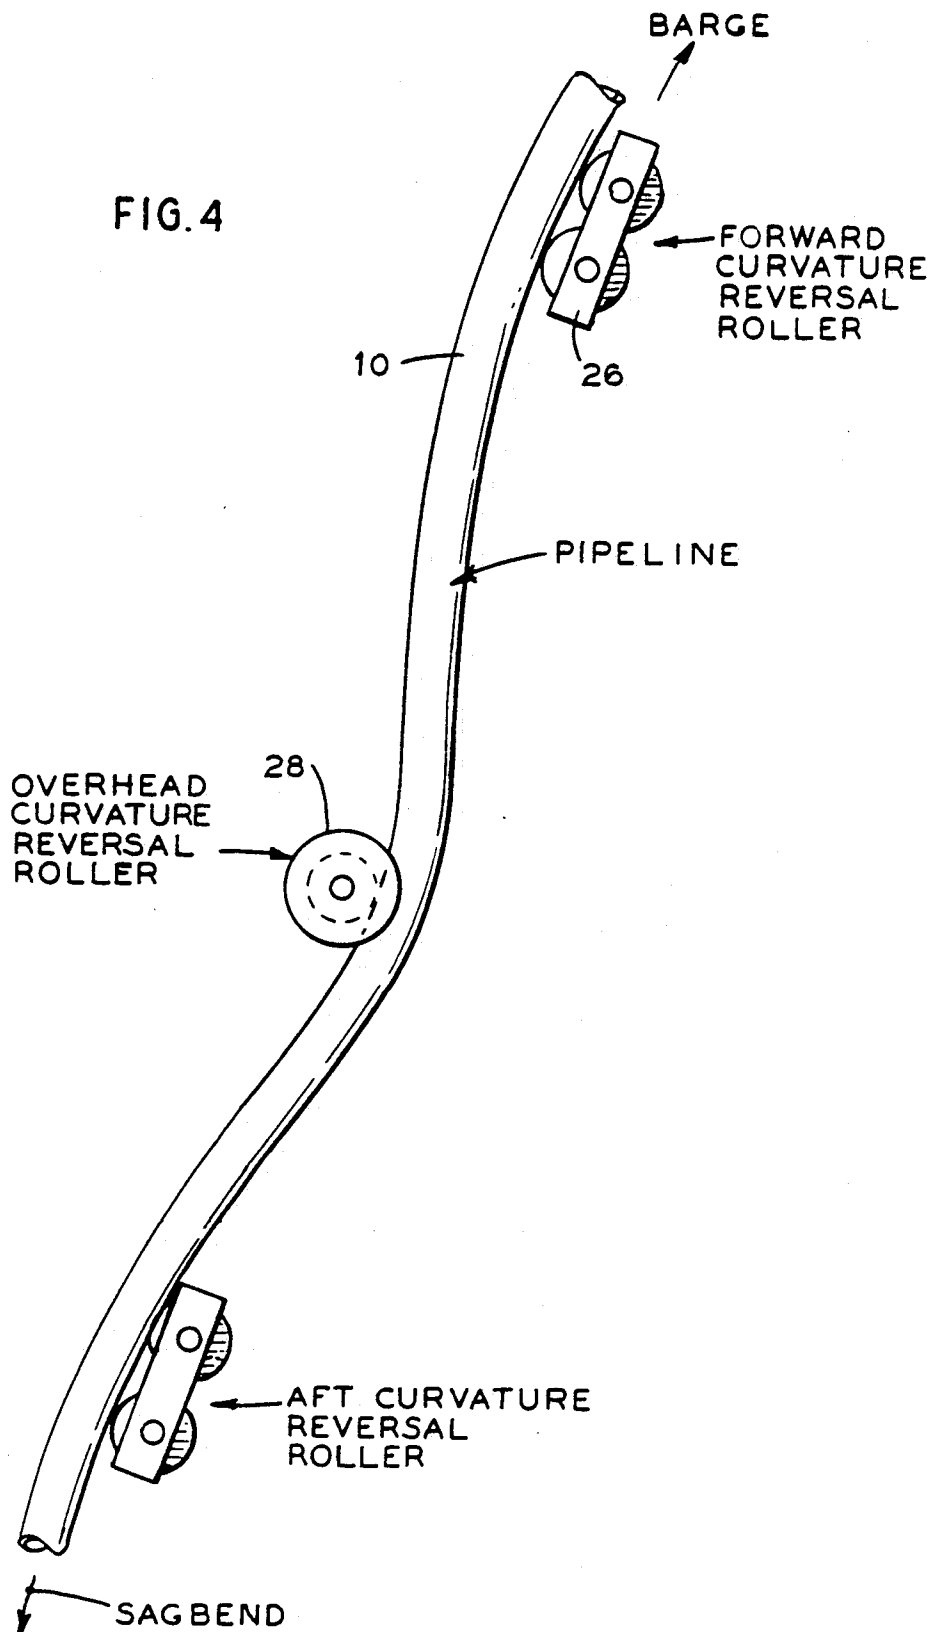 BARGE
FIG. 4
FORWARD
CURVATURE
REVERSAL
ROLLER
10
26
PIPELINE
28
OVERHEAD
CURVATURE
REVERSAL
ROLLER
AFT CURVATURE
REVERSAL
ROLLER
SAGBEND